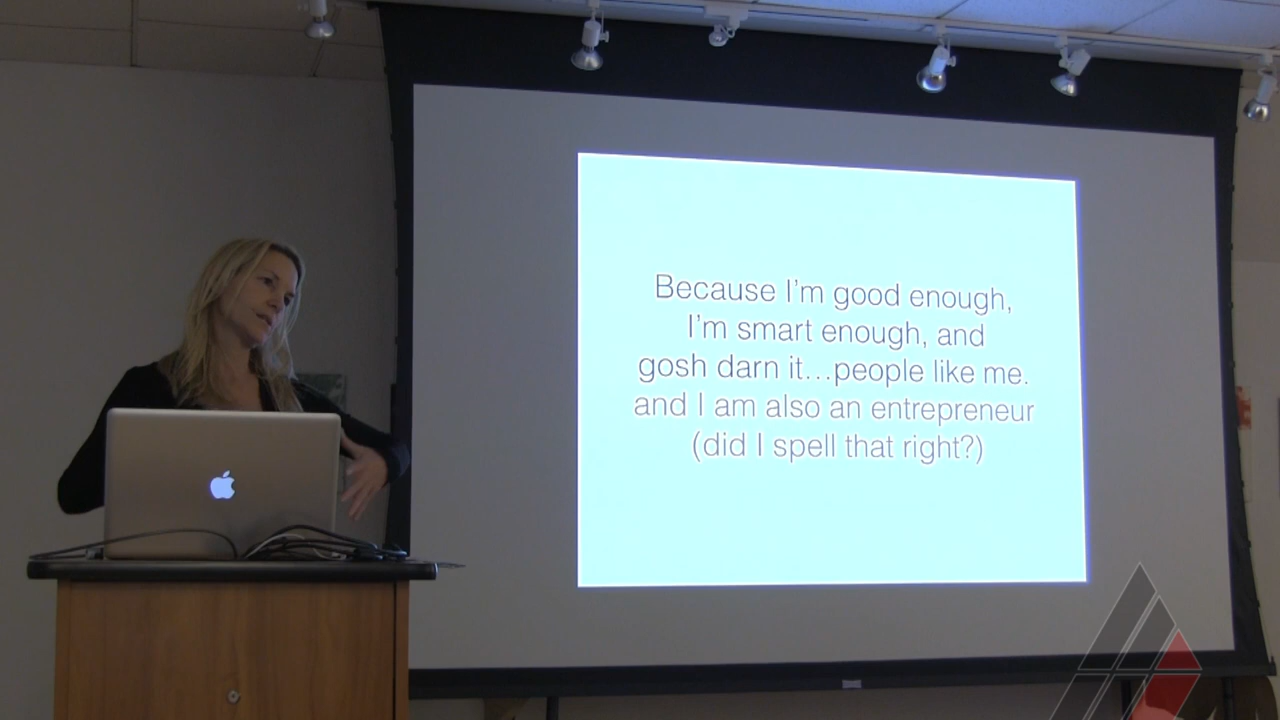 Because I'm good enough,
I'm smart enough, and
gosh darn it...people like me.
and I am also an entrepreneur
(did I spell that right?)